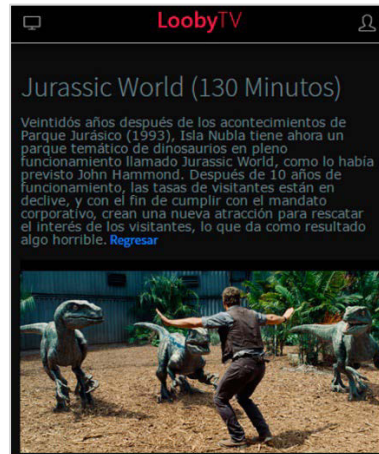 LoobyTV
Jurassic World (130 Minutos)
Veintidós años después de los acontecimientos de
Parque Jurásico (1993), Isla Nubla tiene ahora un
parque temático de dinosaurios en pleno
funcionamiento llamado Jurassic World, como lo había
previsto John Hammond. Después de 10 años de
funcionamiento, las tasas de visitantes están en
declive, y con el fin de cumplir con el mandato
corporativo, crean una nueva atracción para rescatar
el interés de los visitantes, lo que da como resultado
algo horrible. Regresar